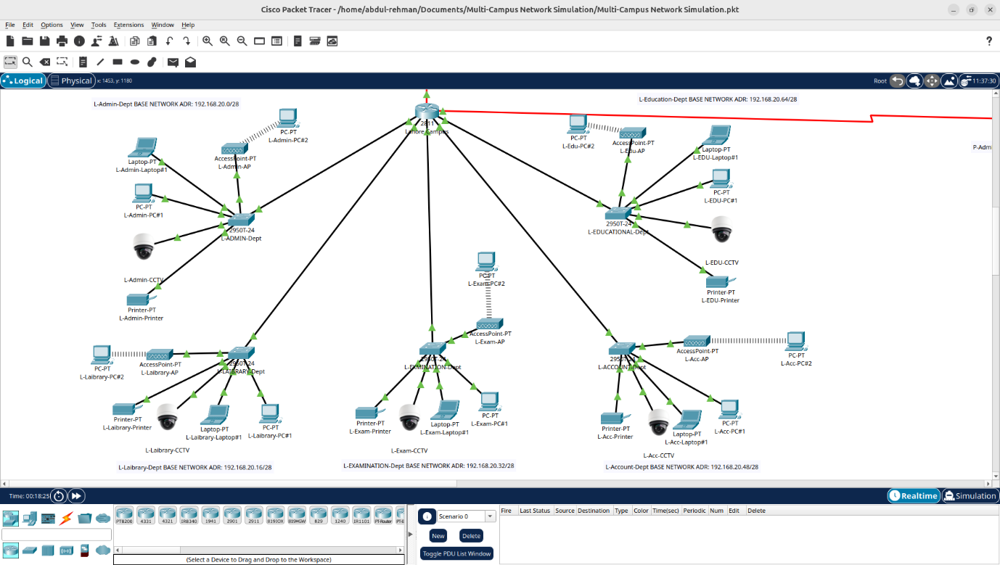 Cisco Packet Tracer - /home/abdul-rehman/Documents/Multi-Campus Network Simulation/Multi-Campus Network Simulation.pkt
File Edit Options View Tools Extensions Window Help
?
Logical Physical x: 1453, y: 1180 Root 11:37:30
L-Admin-Dept BASE NETWORK ADR: 192.168.20.0/28
L-Education-Dept BASE NETWORK ADR: 192.168.20.64/28
2811
Lahore Campus
PC-PT
L-Admin-PC#2
PC-PT
L-Edu-PC#2
AccessPoint-PT
L-Edu-AP
Laptop-PT
L-EDU-Laptop#1
P-Admi
Laptop-PT
L-Admin-Laptop#1
AccessPoint-PT
L-Admin-AP
PC-PT
L-Admin-PC#1
PC-PT
L-EDU-PC#1
2950T-24
L-ADMIN-Dept
2950T-24
L-EDUCATIONAL-Dept
L-Admin-CCTV
L-EDU-CCTV
PC-PT
L-Exam-PC#2
Printer-PT
L-Admin-Printer
Printer-PT
L-EDU-Printer
AccessPoint-PT
L-Exam-AP
PC-PT
L-Laibrary-PC#2
AccessPoint-PT
L-Laibrary-AP
2950T-24
L-LAIBRARY-Dept
2950T-24
L-EXAMINATION-Dept
2950T-24
L-ACCOUNT-Dept
AccessPoint-PT
L-Acc-AP
PC-PT
L-Acc-PC#2
Printer-PT
L-Laibrary-Printer
Laptop-PT
L-Laibrary-Laptop#1
PC-PT
L-Laibrary-PC#1
Printer-PT
L-Exam-Printer
Laptop-PT
L-Exam-Laptop#1
PC-PT
L-Exam-PC#1
Printer-PT
L-Acc-Printer
Laptop-PT
L-Acc-Laptop#1
PC-PT
L-Acc-PC#1
L-Laibrary-CCTV
L-Exam-CCTV
L-Acc-CCTV
L-Laibrary-Dept BASE NETWORK ADR: 192.168.20.16/28
L-EXAMINATION-Dept BASE NETWORK ADR: 192.168.20.32/28
L-Account-Dept BASE NETWORK ADR: 192.168.20.48/28
Time: 00:18:25 Realtime Simulation
PT8200 4331 4321 IR8340 1941 2901 2911 819IOX 819HGW 829 1240 IR1101 PT-Router PT-E
Scenario 0
New Delete
Toggle PDU List Window
Fire Last Status Source Destination Type Color Time(sec) Periodic Num Edit Delete
(Select a Device to Drag and Drop to the Workspace)